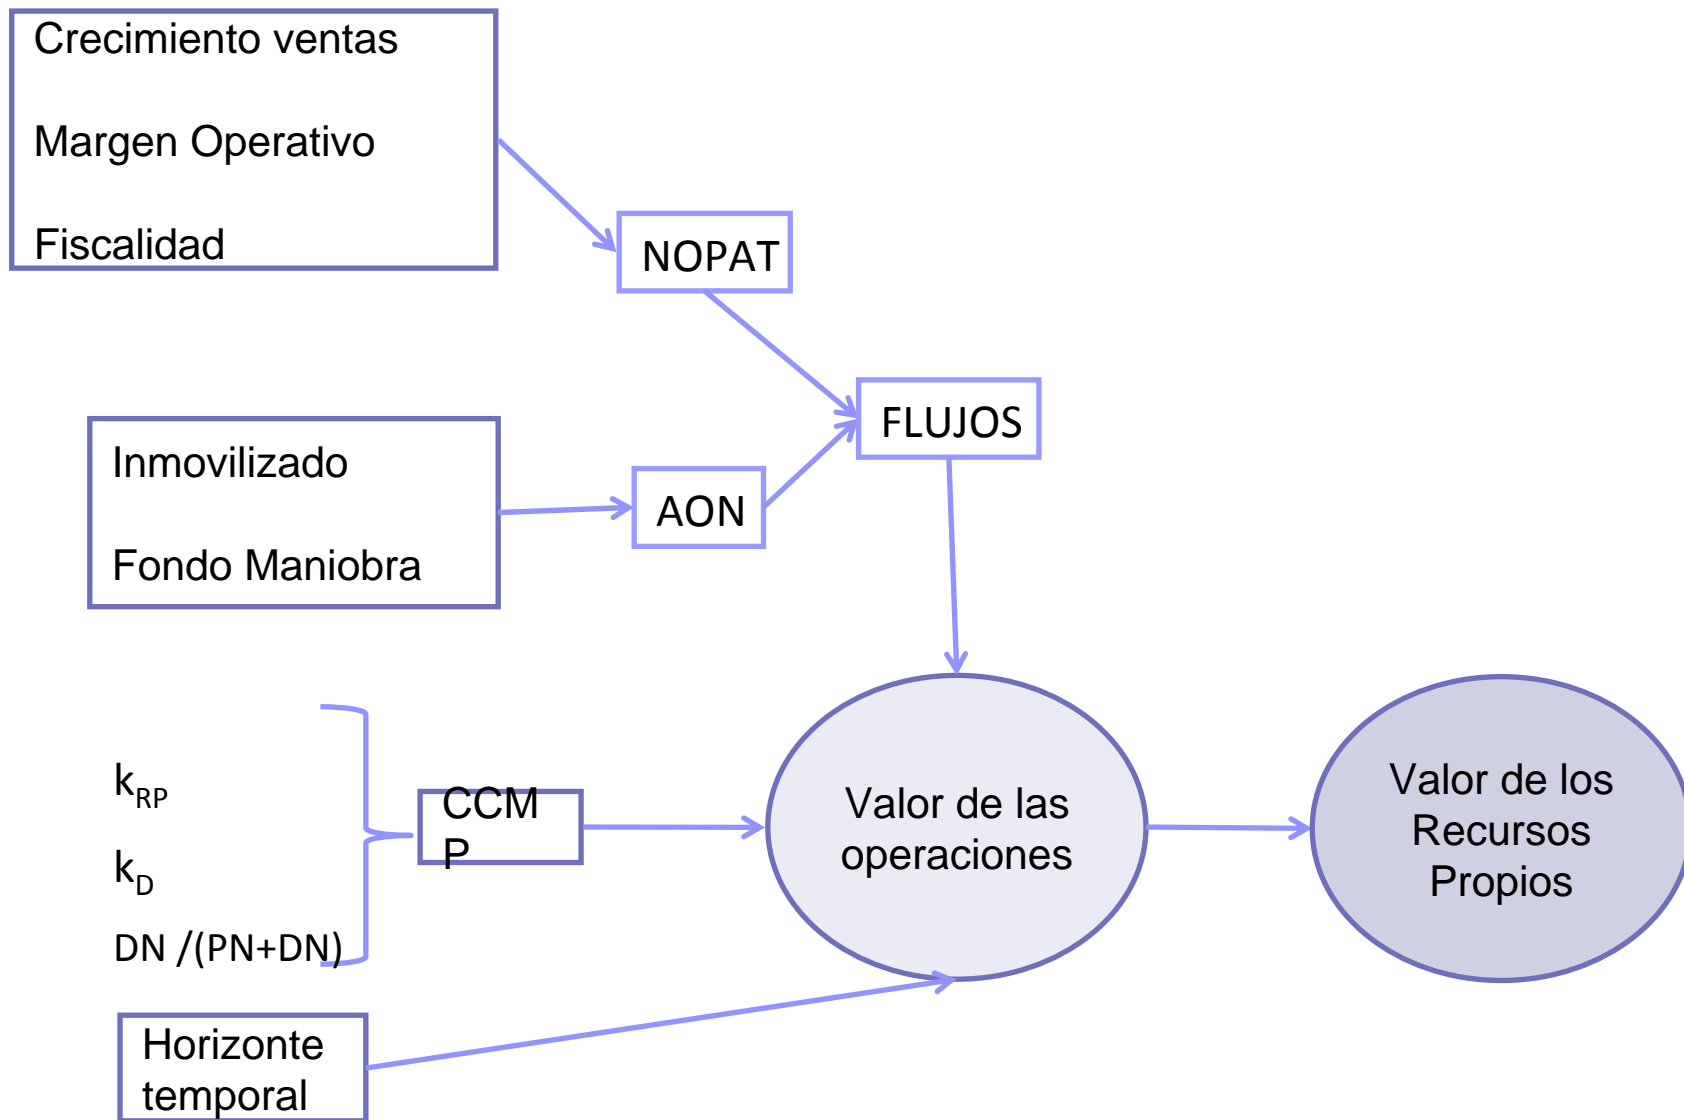 Crecimiento ventas
Margen Operativo
Fiscalidad
NOPAT
FLUJOS
Inmovilizado
Fondo Maniobra
AON
kRP
kD
DN /(PN+DN)
CCM
P
Valor de las
operaciones
Valor de los
Recursos
Propios
Horizonte
temporal